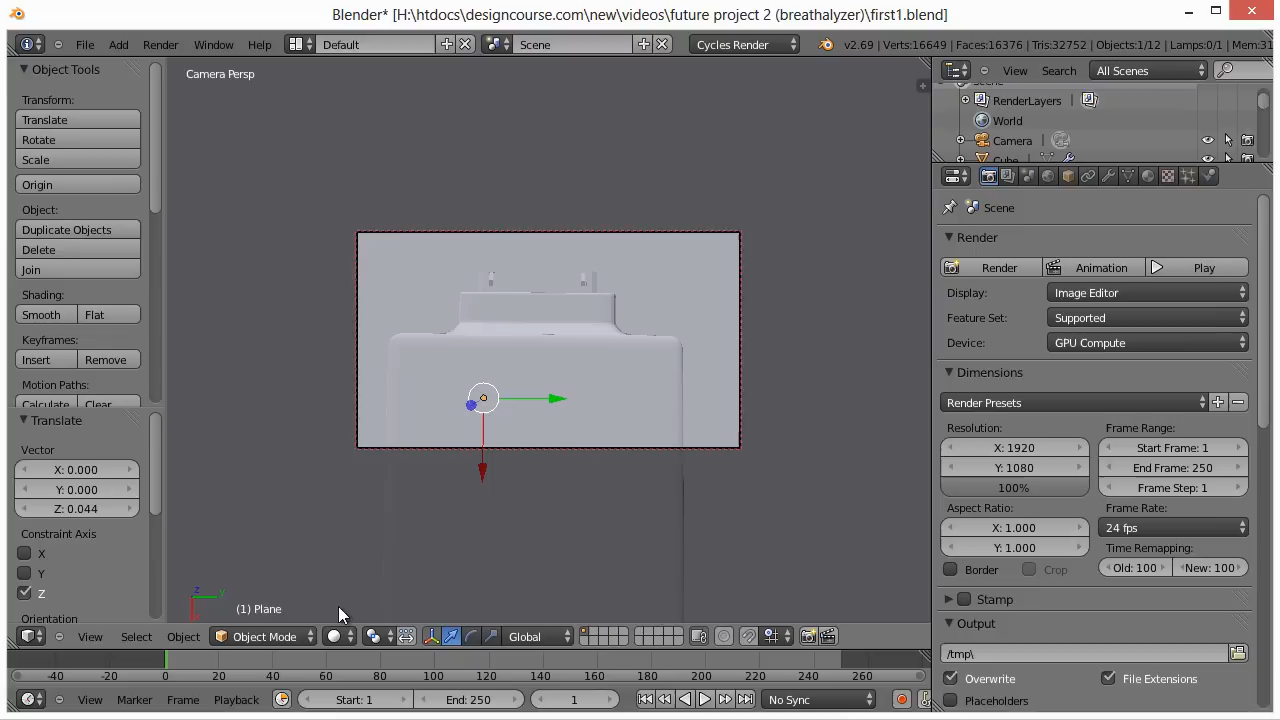 Blender* [H:\htdocs\designcourse.com\new\videos\future project 2 (breathalyzer)\first1.blend]
File Add Render Window Help Default Scene Cycles Render v2.69 | Verts:16649 | Faces:16376 | Tris:32752 | Objects:1/12 | Lamps:0/1 | Mem:31
Object Tools
Camera Persp
View Search All Scenes
Scene
RenderLayers
World
Camera
Cube
Transform:
Translate
Rotate
Scale
Origin
Object:
Duplicate Objects
Delete
Join
Shading:
Smooth Flat
Keyframes:
Insert Remove
Motion Paths:
Calculate Clear
Translate
Vector
X: 0.000
Y: 0.000
Z: 0.044
Constraint Axis
X
Y
Z
Orientation
z y
x
(1) Plane
Scene
Render
Render Animation Play
Display: Image Editor
Feature Set: Supported
Device: GPU Compute
Dimensions
Render Presets
Resolution: Frame Range:
X: 1920 Start Frame: 1
Y: 1080 End Frame: 250
100% Frame Step: 1
Aspect Ratio: Frame Rate:
X: 1.000 24 fps
Y: 1.000 Time Remapping:
Border Crop Old: 100 New: 100
Stamp
Output
/tmp\
Overwrite File Extensions
Placeholders
View Select Object Object Mode Global
-40 -20 0 20 40 60 80 100 120 140 160 180 200 220 240 260
View Marker Frame Playback Start: 1 End: 250 1 No Sync